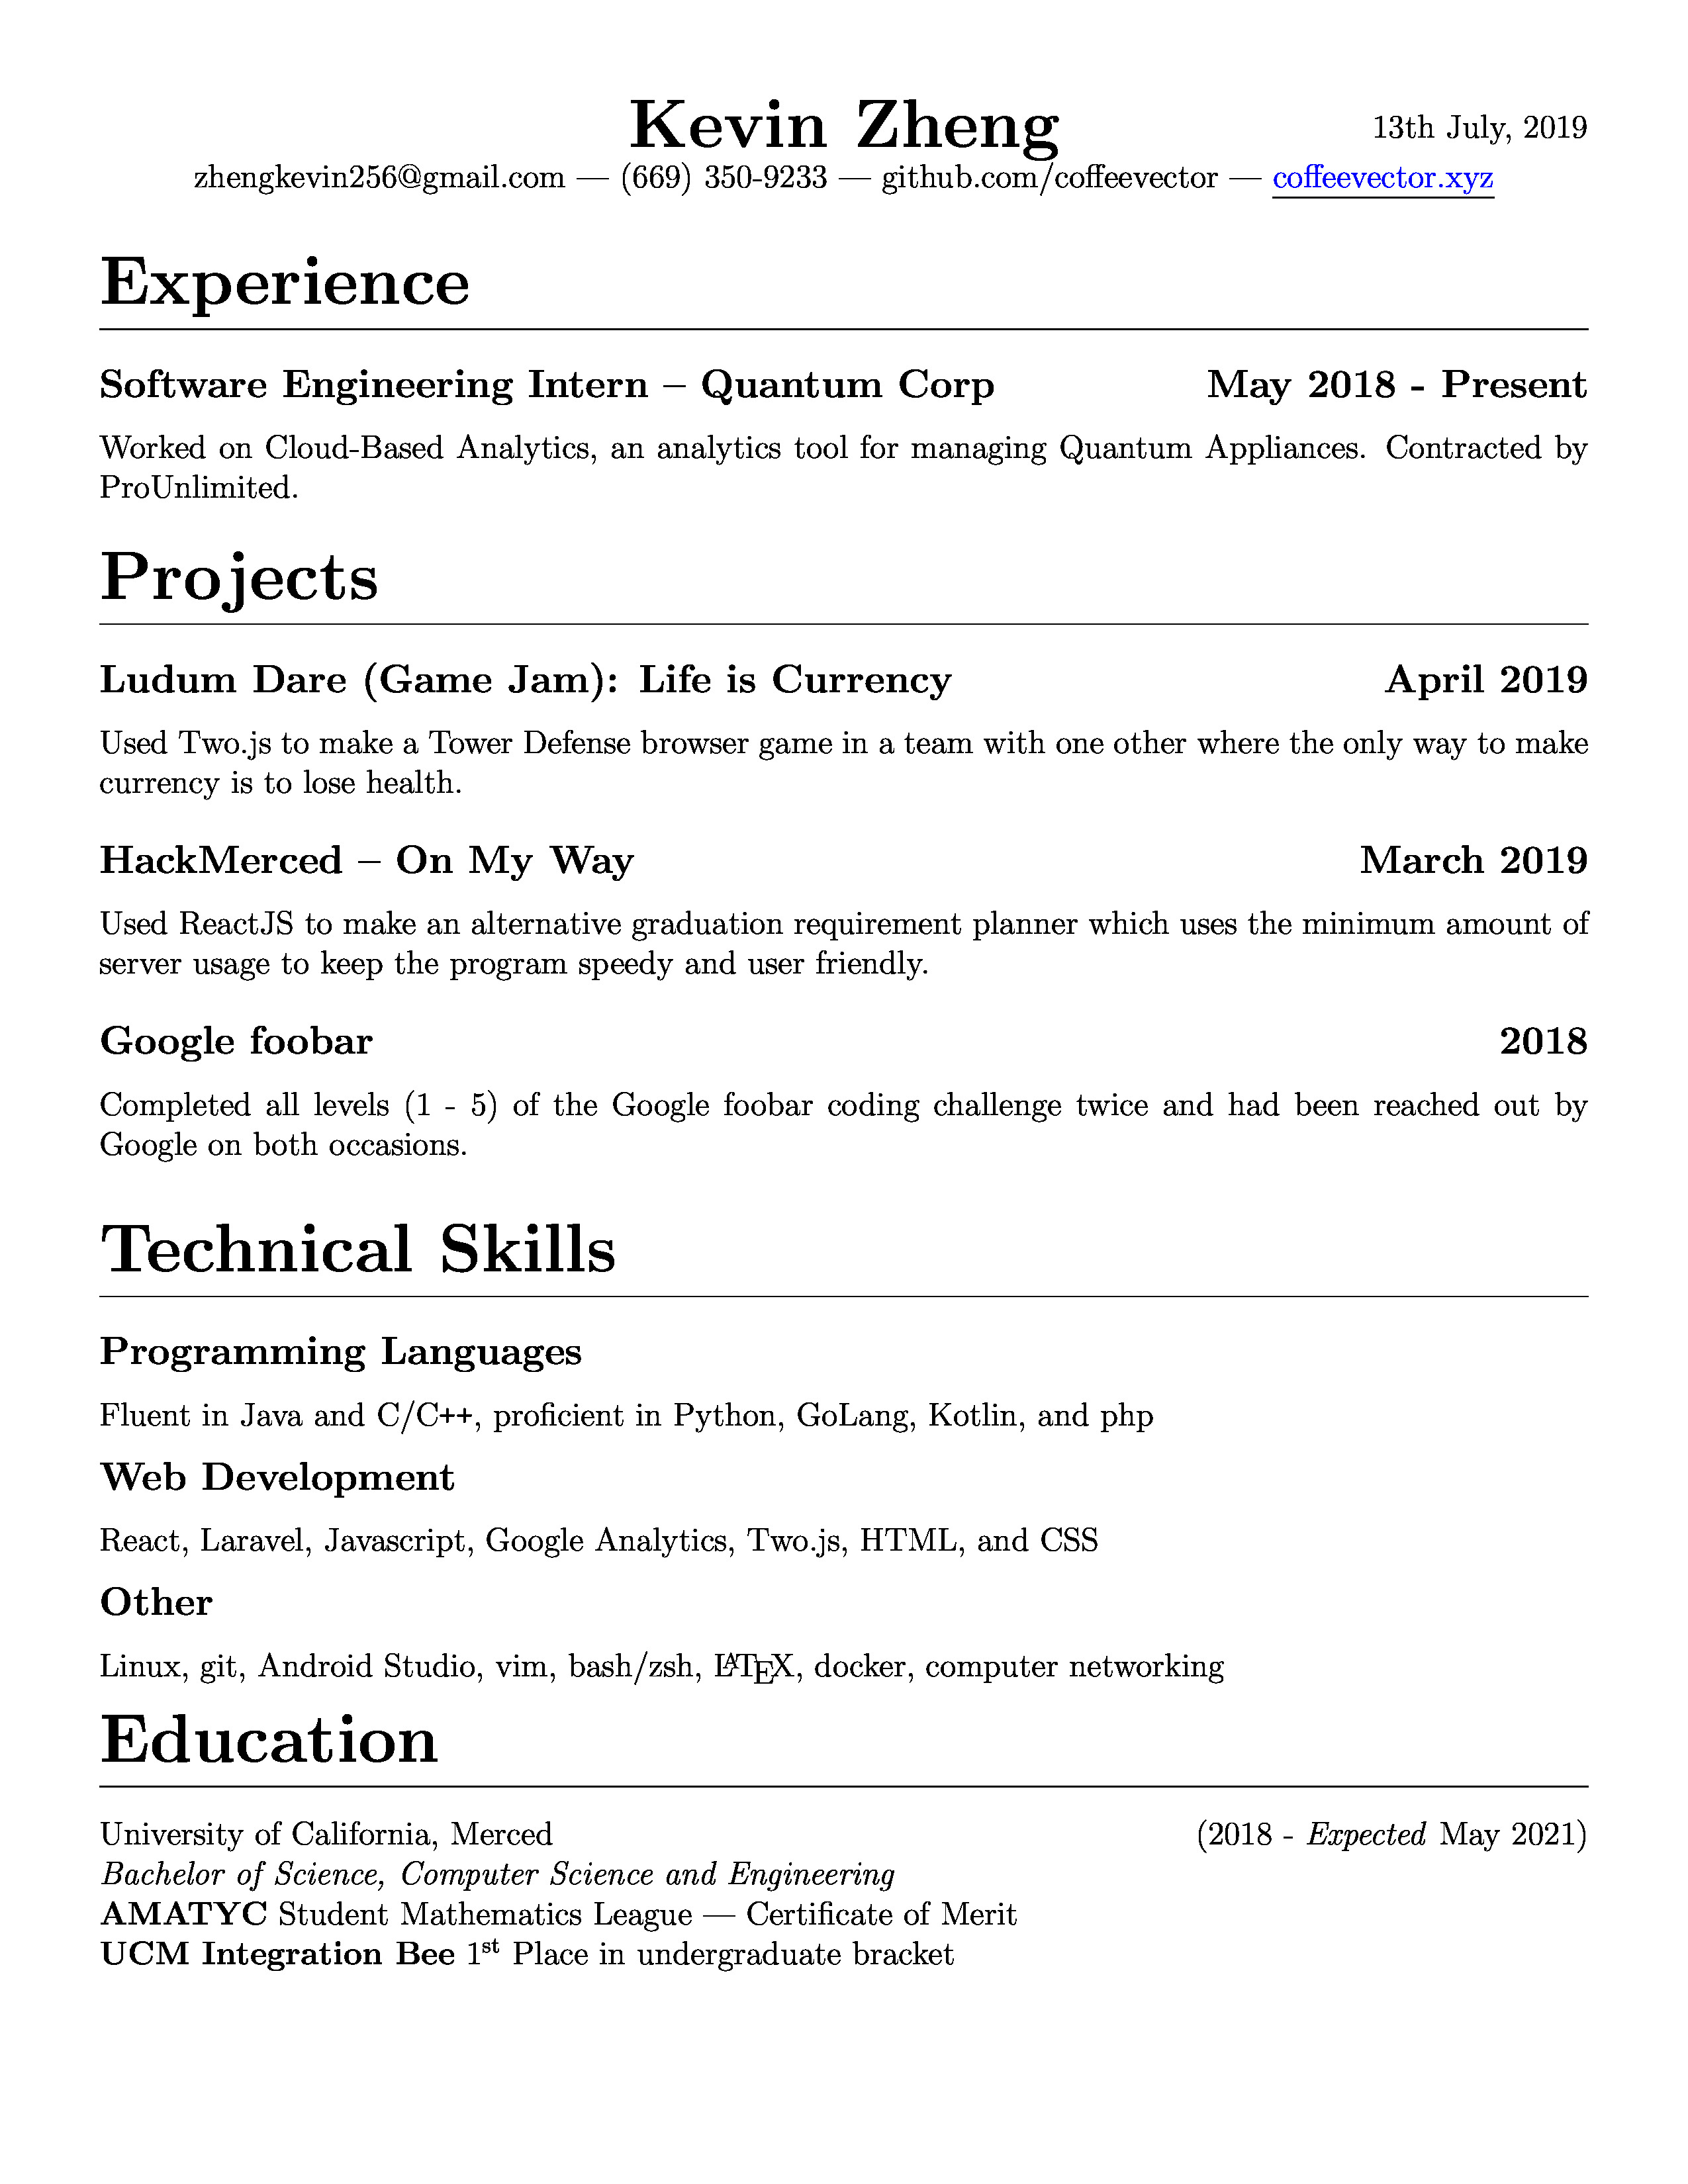 Kevin Zheng
13th July, 2019
zhengkevin256@gmail.com — (669) 350-9233 — github.com/coffeevector — coffeevector.xyz
Experience
Software Engineering Intern – Quantum Corp May 2018 - Present
Worked on Cloud-Based Analytics, an analytics tool for managing Quantum Appliances. Contracted by
ProUnlimited.
Projects
Ludum Dare (Game Jam): Life is Currency April 2019
Used Two.js to make a Tower Defense browser game in a team with one other where the only way to make
currency is to lose health.
HackMerced – On My Way March 2019
Used ReactJS to make an alternative graduation requirement planner which uses the minimum amount of
server usage to keep the program speedy and user friendly.
Google foobar 2018
Completed all levels (1 - 5) of the Google foobar coding challenge twice and had been reached out by
Google on both occasions.
Technical Skills
Programming Languages
Fluent in Java and C/C++, proficient in Python, GoLang, Kotlin, and php
Web Development
React, Laravel, Javascript, Google Analytics, Two.js, HTML, and CSS
Other
Linux, git, Android Studio, vim, bash/zsh, LATEX, docker, computer networking
Education
University of California, Merced (2018 - Expected May 2021)
Bachelor of Science, Computer Science and Engineering
AMATYC Student Mathematics League — Certificate of Merit
UCM Integration Bee 1st Place in undergraduate bracket